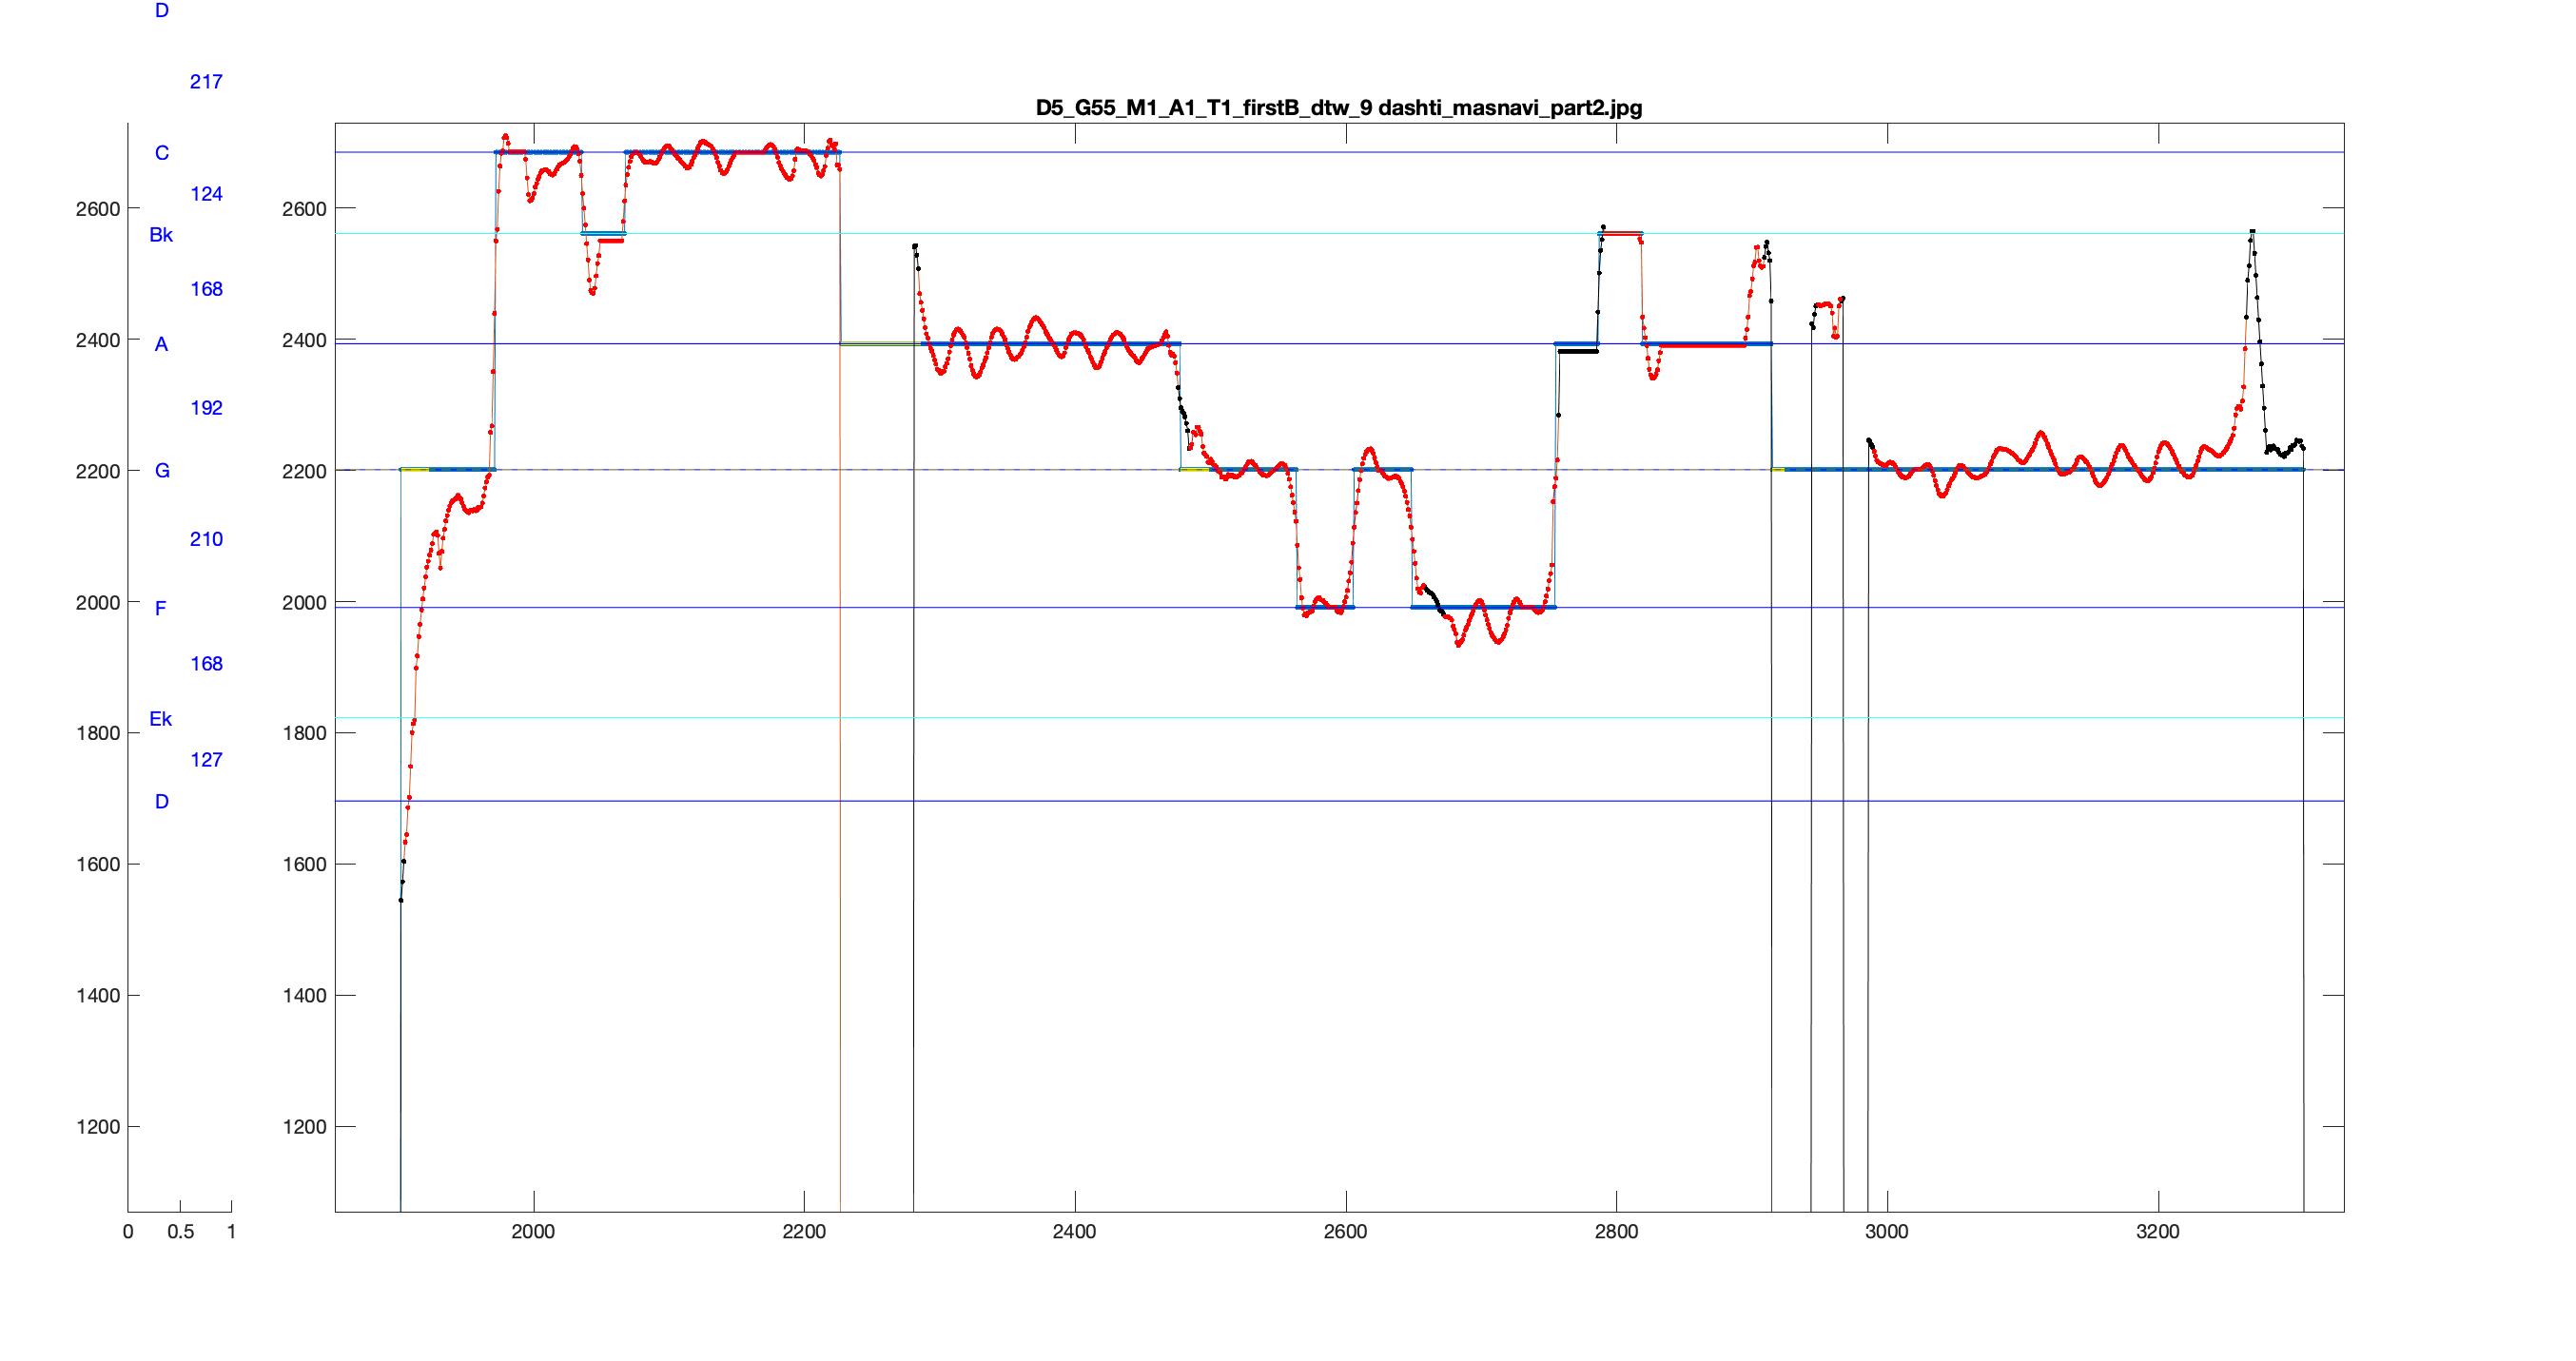 D
217
D5_G55_M1_A1_T1_firstB_dtw_9 dashti_masnavi_part2.jpg
C
124
2600 2600
Bk
168
2400 A 2400
192
2200 G 2200
210
2000 F 2000
168
Ek
1800 1800
127
D
1600 1600
1400 1400
1200 1200
0 0.5 1 2000 2200 2400 2600 2800 3000 3200